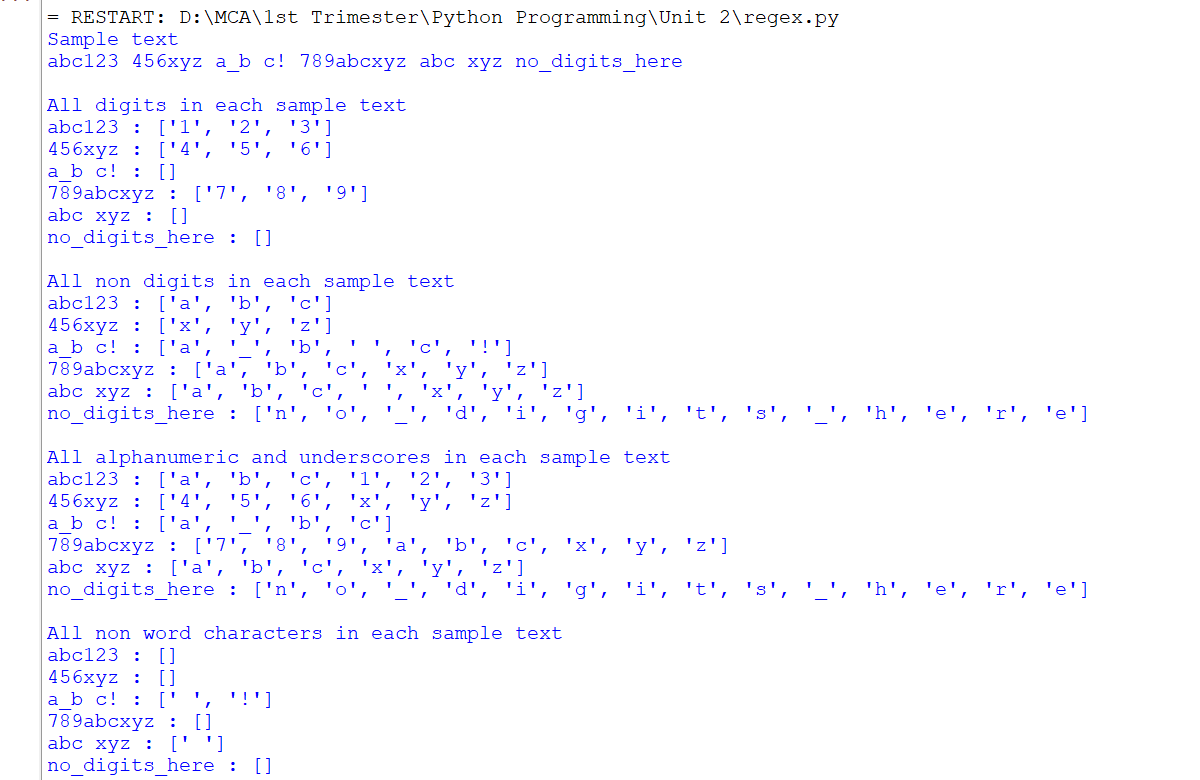 = RESTART: D:\MCA\1st Trimester\Python Programming\Unit 2\regex.py
Sample text
abc123 456xyz a_b c! 789abcxyz abc xyz no_digits_here

All digits in each sample text
abc123 : ['1', '2', '3']
456xyz : ['4', '5', '6']
a_b c! : []
789abcxyz : ['7', '8', '9']
abc xyz : []
no_digits_here : []

All non digits in each sample text
abc123 : ['a', 'b', 'c']
456xyz : ['x', 'y', 'z']
a_b c! : ['a', '_', 'b', ' ', 'c', '!']
789abcxyz : ['a', 'b', 'c', 'x', 'y', 'z']
abc xyz : ['a', 'b', 'c', ' ', 'x', 'y', 'z']
no_digits_here : ['n', 'o', '_', 'd', 'i', 'g', 'i', 't', 's', '_', 'h', 'e', 'r', 'e']

All alphanumeric and underscores in each sample text
abc123 : ['a', 'b', 'c', '1', '2', '3']
456xyz : ['4', '5', '6', 'x', 'y', 'z']
a_b c! : ['a', '_', 'b', 'c']
789abcxyz : ['7', '8', '9', 'a', 'b', 'c', 'x', 'y', 'z']
abc xyz : ['a', 'b', 'c', 'x', 'y', 'z']
no_digits_here : ['n', 'o', '_', 'd', 'i', 'g', 'i', 't', 's', '_', 'h', 'e', 'r', 'e']

All non word characters in each sample text
abc123 : []
456xyz : []
a_b c! : [' ', '!']
789abcxyz : []
abc xyz : [' ']
no_digits_here : []